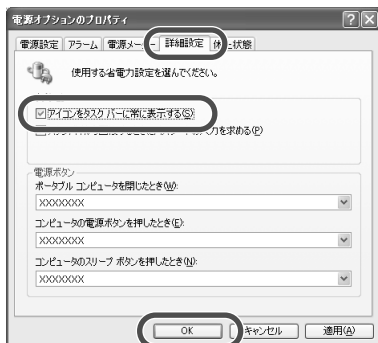 電源オプションのプロパティ
電源設定 アラーム 電源メー 詳細設定 休 状態
使用する省電力設定を選んでください。
アイコンをタスク バーに常に表示する(S)
を求める(P)
電源ボタン
ポータブル コンピュータを閉じたとき(W):
XXXXXXX
コンピュータの電源ボタンを押したとき(E):
XXXXXXX
コンピュータのスリープ ボタンを押したとき(N):
XXXXXXX
OK キャンセル 適用(A)